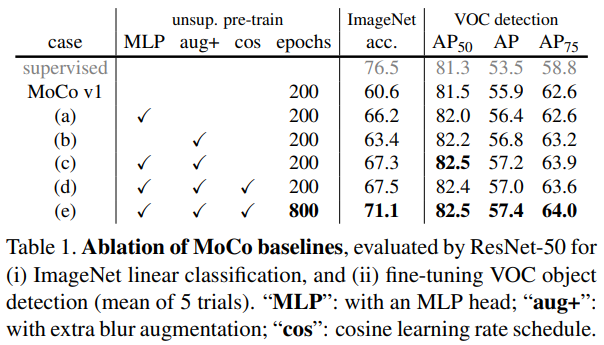 unsup. pre-train ImageNet VOC detection
case MLP aug+ cos epochs acc. AP50 AP AP75
supervised 76.5 81.3 53.5 58.8
MoCo v1 200 60.6 81.5 55.9 62.6
(a) ✓ 200 66.2 82.0 56.4 62.6
(b) ✓ 200 63.4 82.2 56.8 63.2
(c) ✓ ✓ 200 67.3 82.5 57.2 63.9
(d) ✓ ✓ ✓ 200 67.5 82.4 57.0 63.6
(e) ✓ ✓ ✓ 800 71.1 82.5 57.4 64.0
Table 1. Ablation of MoCo baselines, evaluated by ResNet-50 for
(i) ImageNet linear classification, and (ii) fine-tuning VOC object
detection (mean of 5 trials). “MLP”: with an MLP head; “aug+”:
with extra blur augmentation; “cos”: cosine learning rate schedule.